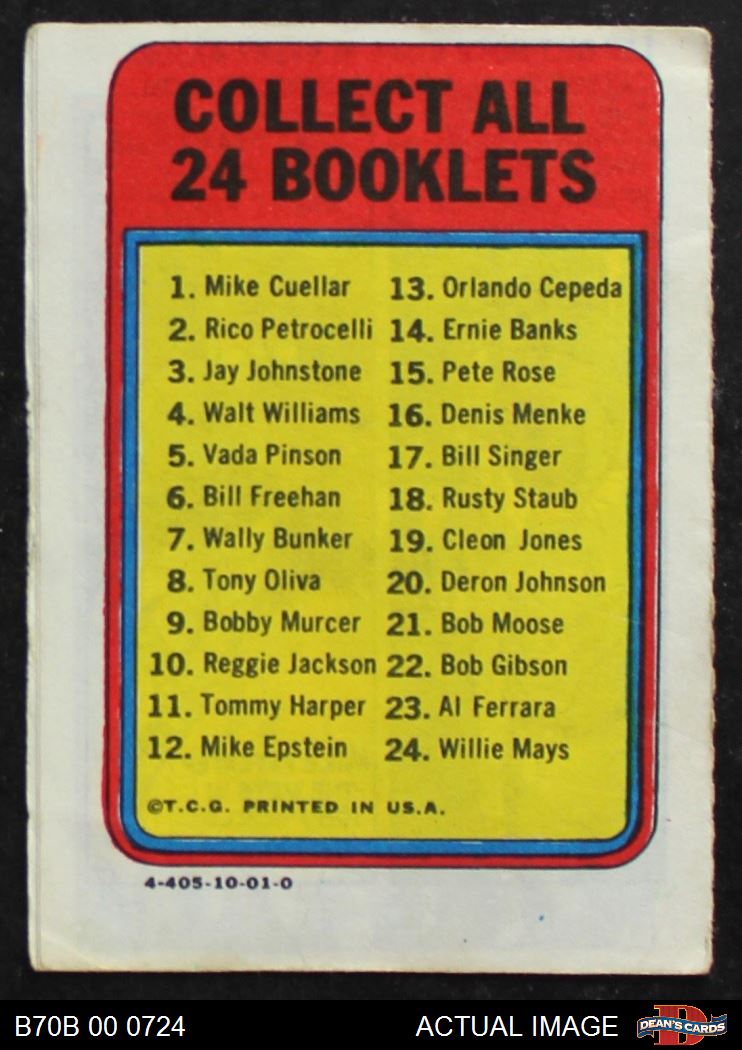 COLLECT ALL
24 BOOKLETS
1. Mike Cuellar
2. Rico Petrocelli
3. Jay Johnstone
4. Walt Williams
5. Vada Pinson
6. Bill Freehan
7. Wally Bunker
8. Tony Oliva
9. Bobby Murcer
10. Reggie Jackson
11. Tommy Harper
12. Mike Epstein
13. Orlando Cepeda
14. Ernie Banks
15. Pete Rose
16. Denis Menke
17. Bill Singer
18. Rusty Staub
19. Cleon Jones
20. Deron Johnson
21. Bob Moose
22. Bob Gibson
23. Al Ferrara
24. Willie Mays
©T.C.G. PRINTED IN U.S.A.
4-405-10-01-0
B70B 00 0724
ACTUAL IMAGE
DEAN'S CARDS